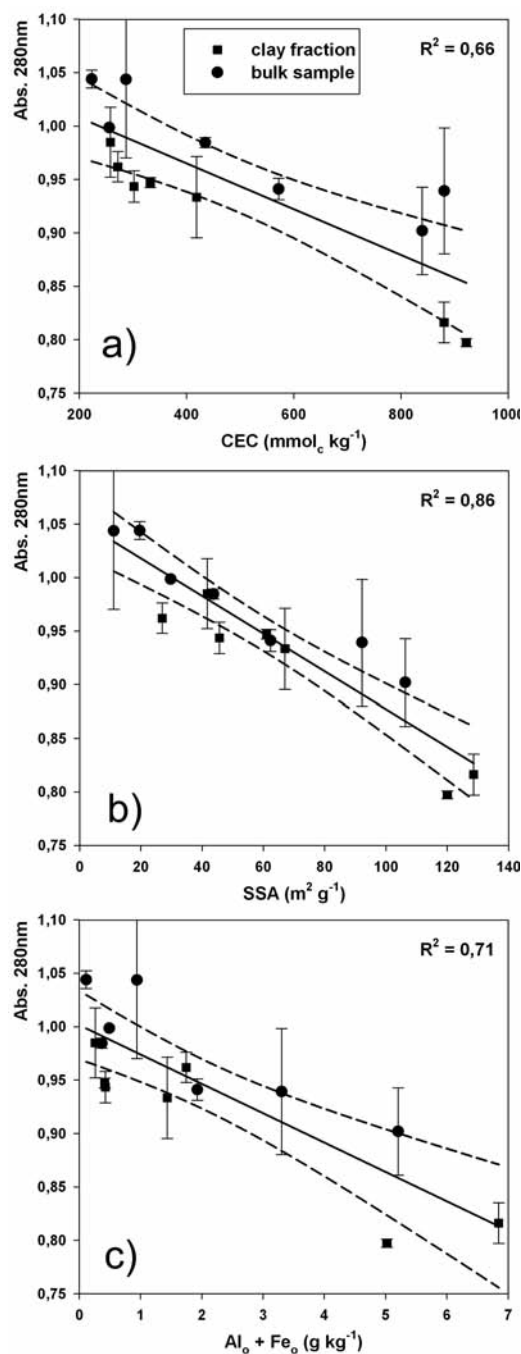 1,10
1,05
1,00
0,95
0,90
0,85
0,80
0,75
Abs. 280nm
clay fraction
bulk sample
R² = 0,66
a)
200 400 600 800 1000
CEC (mmol꜀ kg⁻¹)
1,10
1,05
1,00
0,95
0,90
0,85
0,80
0,75
Abs. 280nm
R² = 0,86
b)
0 20 40 60 80 100 120 140
SSA (m² g⁻¹)
1,10
1,05
1,00
0,95
0,90
0,85
0,80
0,75
Abs. 280nm
R² = 0,71
c)
0 1 2 3 4 5 6 7
Alₒ + Feₒ (g kg⁻¹)